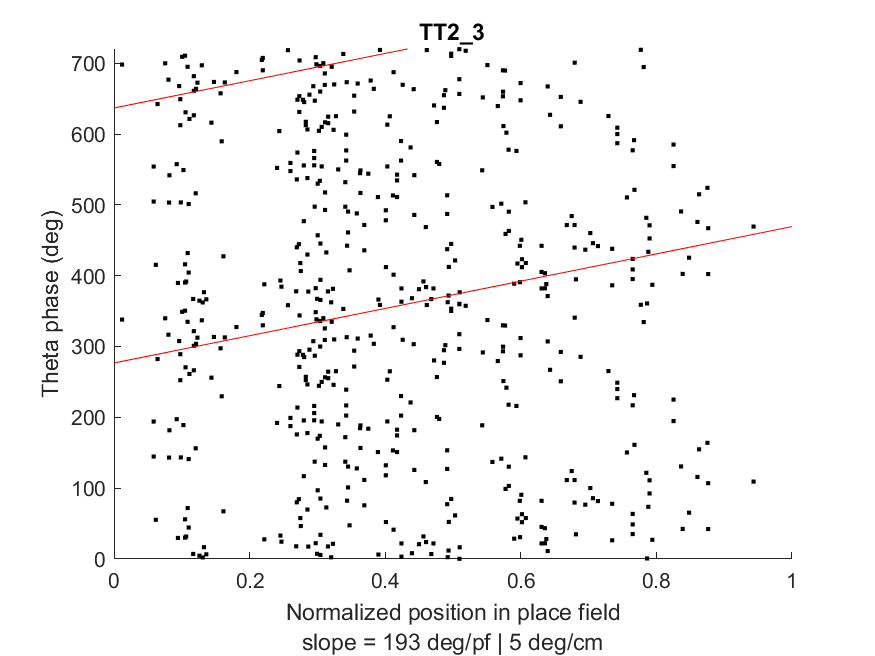 TT2_3
700
600
500
400
300
200
100
0
Theta phase (deg)
0 0.2 0.4 0.6 0.8 1
Normalized position in place field
slope = 193 deg/pf | 5 deg/cm